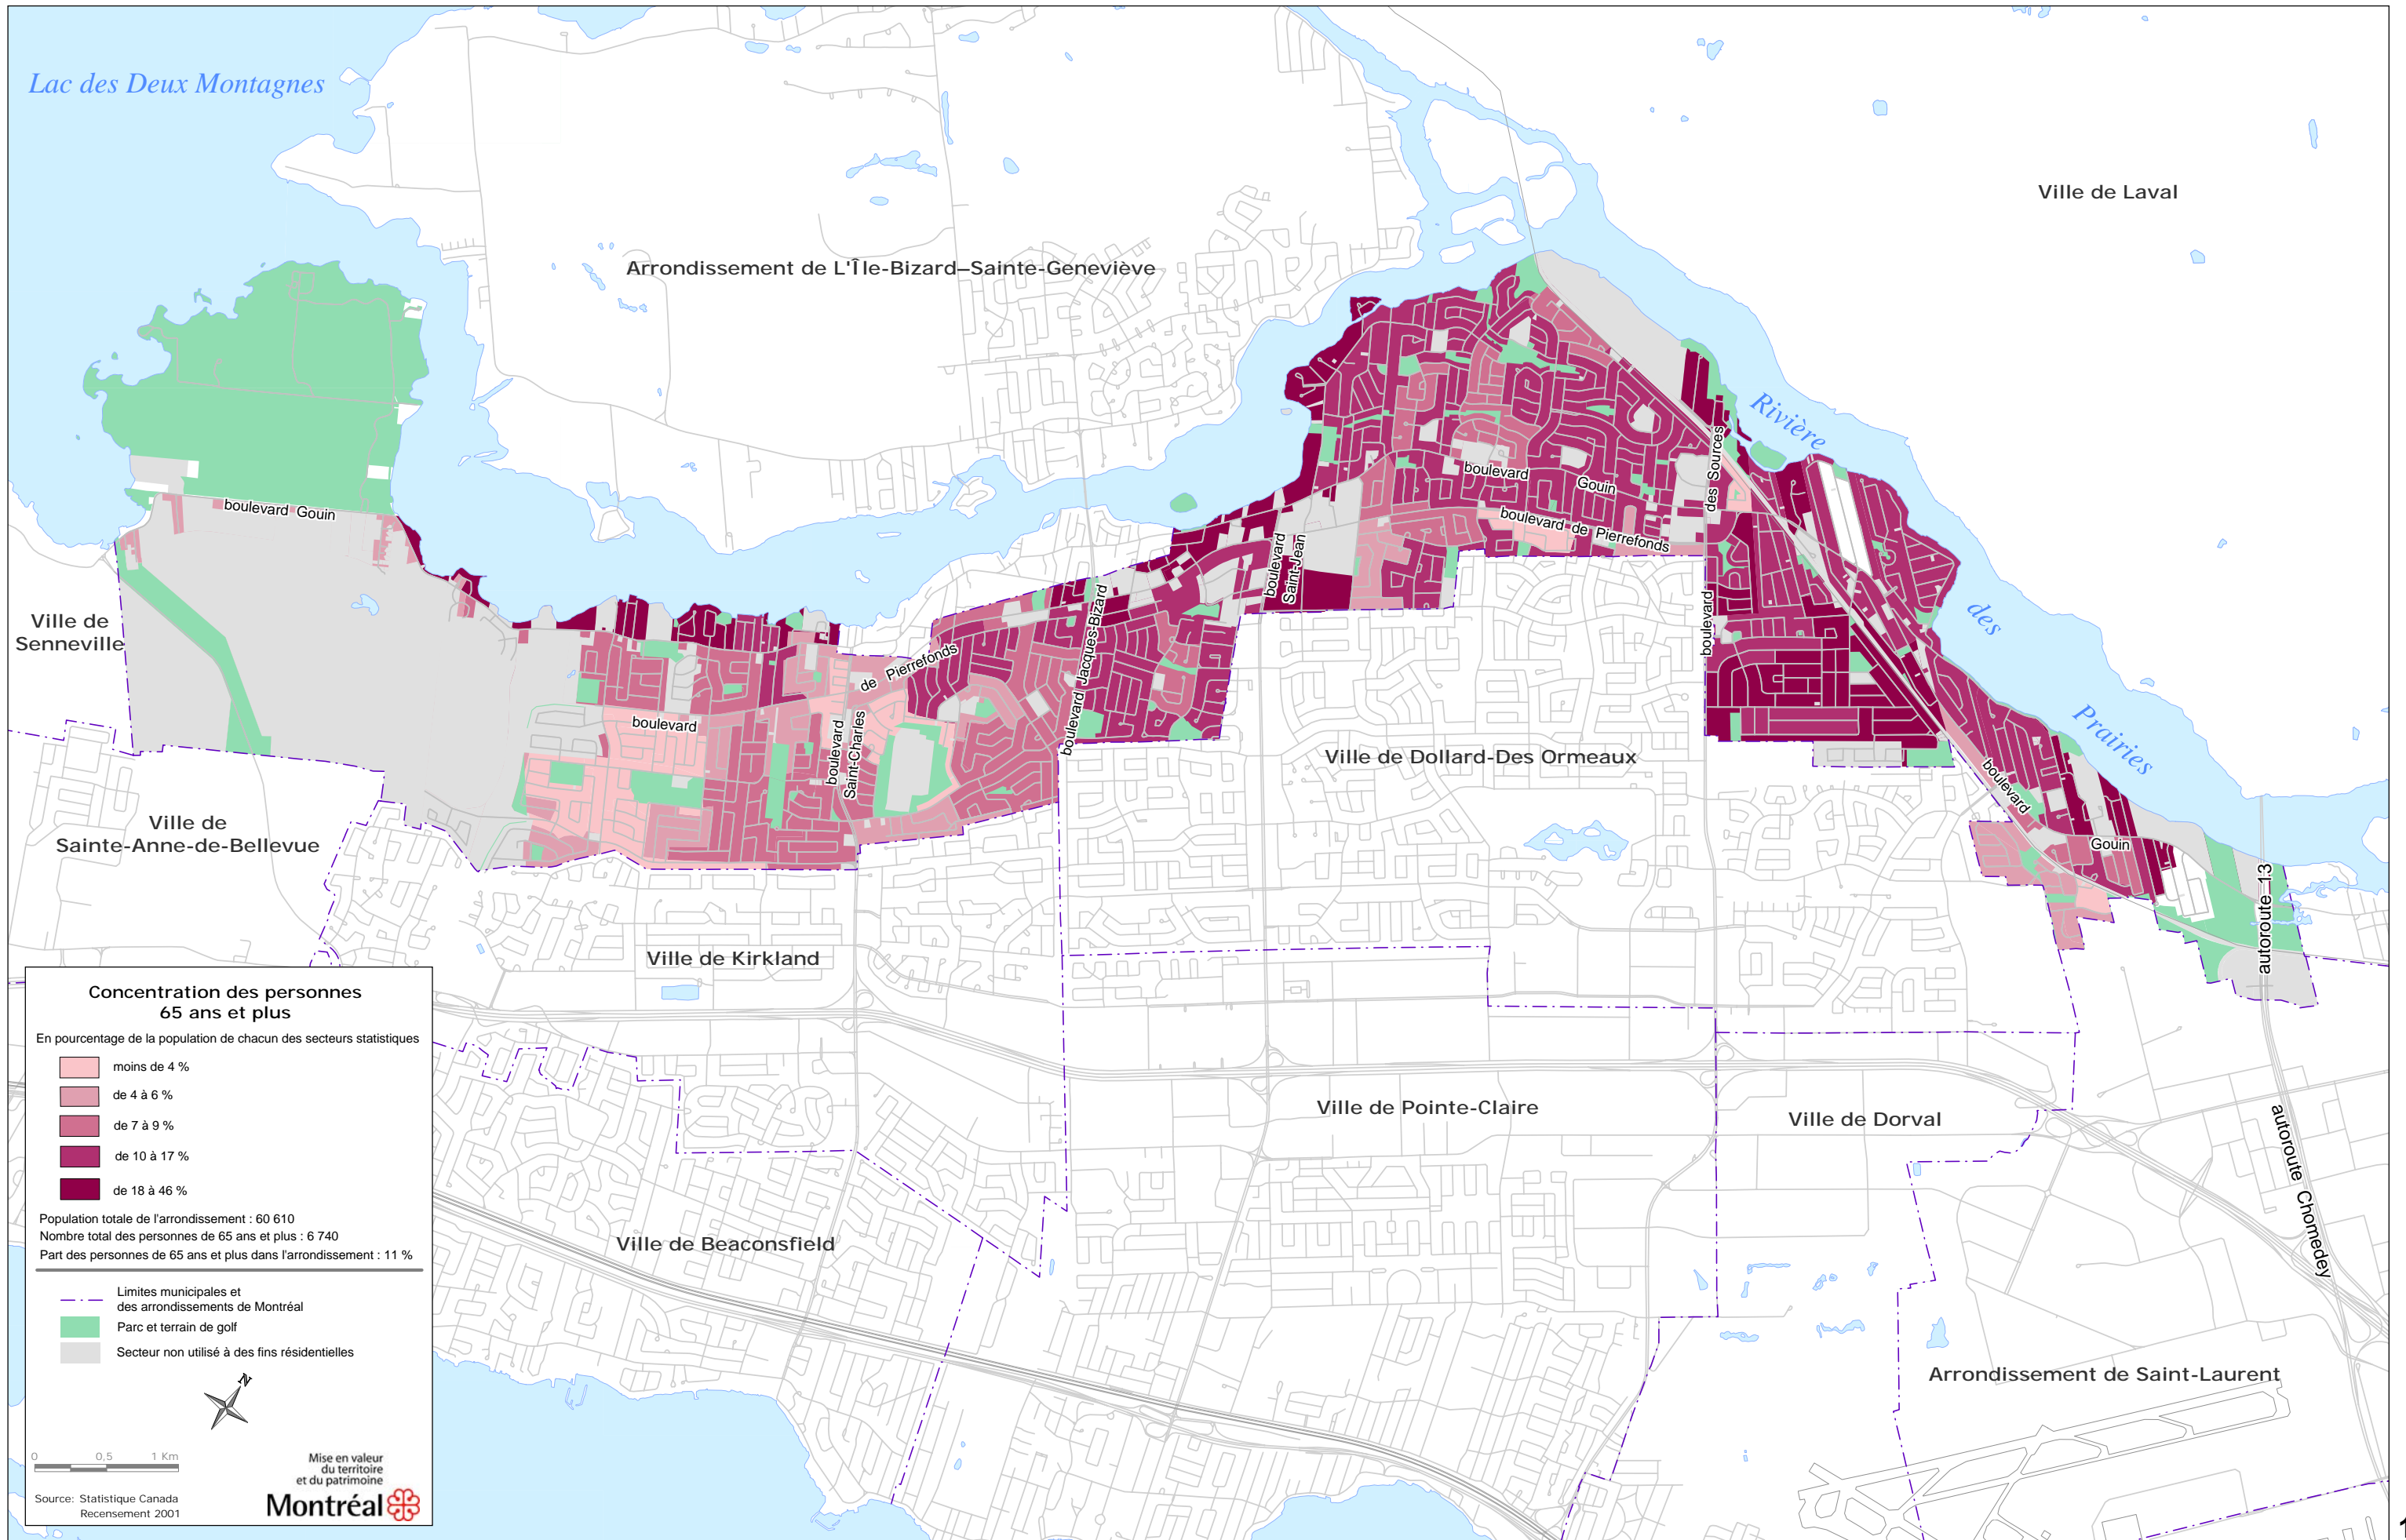 Lac des Deux Montagnes
Ville de Laval
Arrondissement de L'Île-Bizard–Sainte-Geneviève
Rivière
des
Prairies
boulevard Gouin
boulevard
Gouin
des Sources
boulevard
boulevard de Pierrefonds
boulevard
Saint-Jean
boulevard Jacques-Bizard
de Pierrefonds
boulevard
boulevard
Saint-Charles
Ville de
Senneville
Ville de
Sainte-Anne-de-Bellevue
Ville de Dollard-Des Ormeaux
boulevard
Gouin
autoroute 13
Ville de Kirkland
Ville de Pointe-Claire
Ville de Dorval
autoroute Chomedey
Ville de Beaconsfield
Arrondissement de Saint-Laurent
Concentration des personnes
65 ans et plus
En pourcentage de la population de chacun des secteurs statistiques
moins de 4 %
de 4 à 6 %
de 7 à 9 %
de 10 à 17 %
de 18 à 46 %
Population totale de l'arrondissement : 60 610
Nombre total des personnes de 65 ans et plus : 6 740
Part des personnes de 65 ans et plus dans l'arrondissement : 11 %
Limites municipales et
des arrondissements de Montréal
Parc et terrain de golf
Secteur non utilisé à des fins résidentielles
N
0 0,5 1 Km
Mise en valeur
du territoire
et du patrimoine
Montréal
Source: Statistique Canada
Recensement 2001